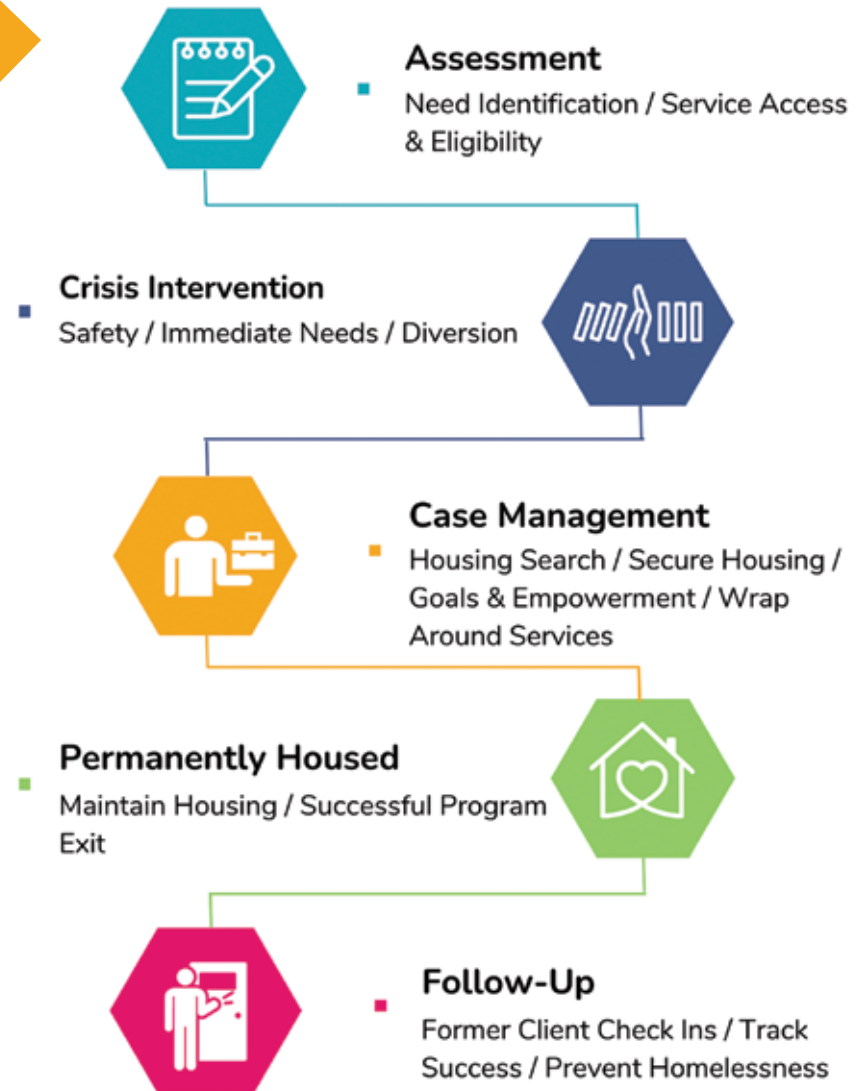 Assessment
Need Identification / Service Access
& Eligibility
Crisis Intervention
Safety / Immediate Needs / Diversion
Case Management
Housing Search / Secure Housing /
Goals & Empowerment / Wrap
Around Services
Permanently Housed
Maintain Housing / Successful Program
Exit
Follow-Up
Former Client Check Ins / Track
Success / Prevent Homelessness